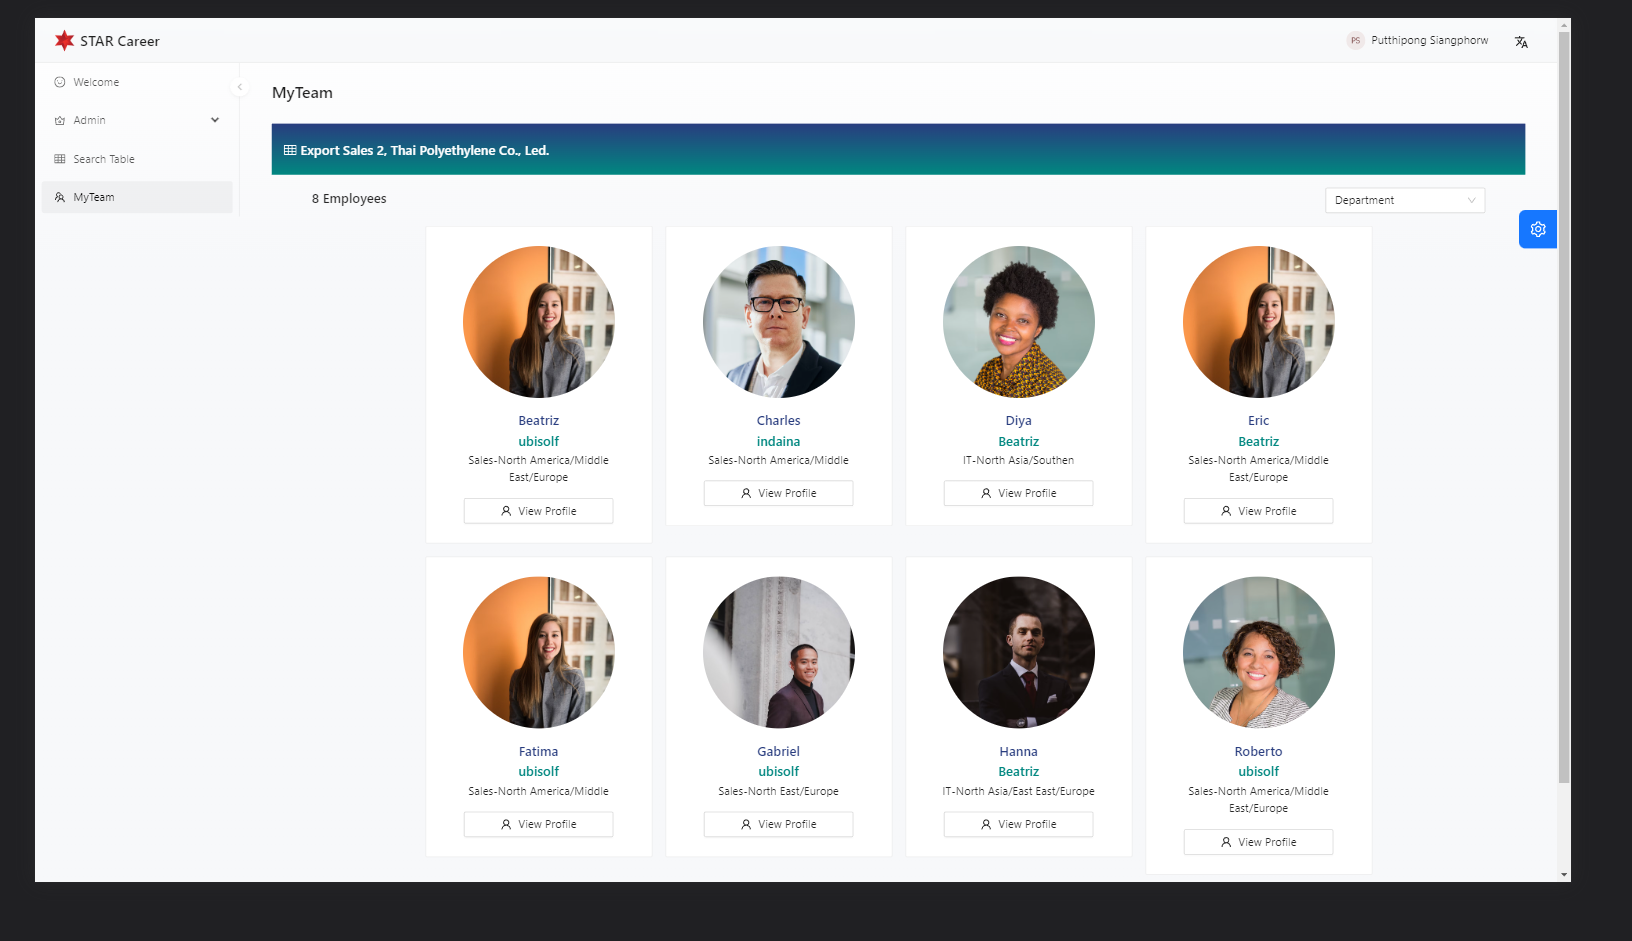 STAR Career
PS Putthipong Siangphorw
Welcome
Admin
Search Table
MyTeam
MyTeam
Export Sales 2, Thai Polyethylene Co., Led.
8 Employees
Department
Beatriz
ubisolf
Sales-North America/Middle
East/Europe
View Profile
Charles
indaina
Sales-North America/Middle
View Profile
Diya
Beatriz
IT-North Asia/Southen
View Profile
Eric
Beatriz
Sales-North America/Middle
East/Europe
View Profile
Fatima
ubisolf
Sales-North America/Middle
View Profile
Gabriel
ubisolf
Sales-North East/Europe
View Profile
Hanna
Beatriz
IT-North Asia/East East/Europe
View Profile
Roberto
ubisolf
Sales-North America/Middle
East/Europe
View Profile